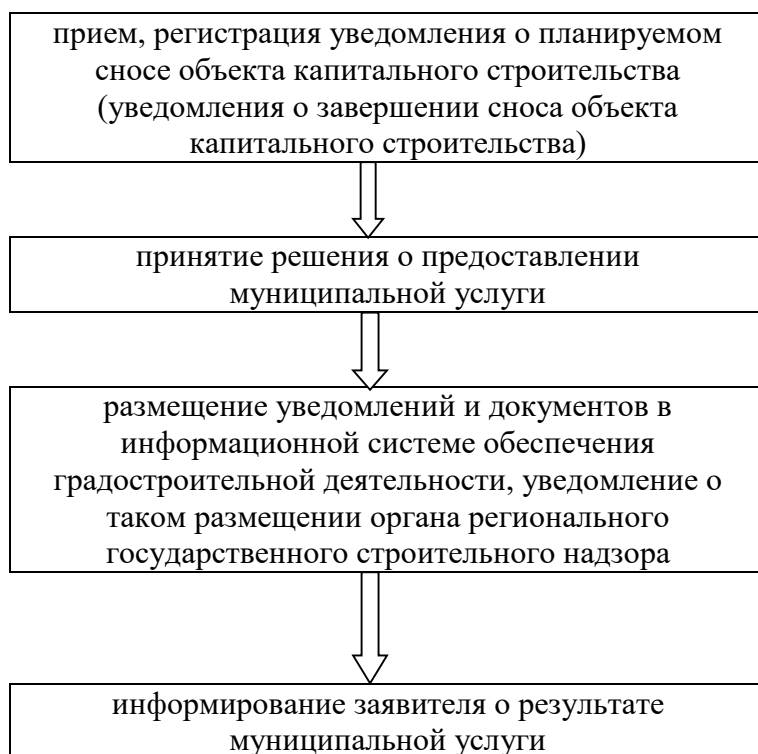 прием, регистрация уведомления о планируемом
сносе объекта капитального строительства
(уведомления о завершении сноса объекта
капитального строительства)
принятие решения о предоставлении
муниципальной услуги
размещение уведомлений и документов в
информационной системе обеспечения
градостроительной деятельности, уведомление о
таком размещении органа регионального
государственного строительного надзора
информирование заявителя о результате
муниципальной услуги